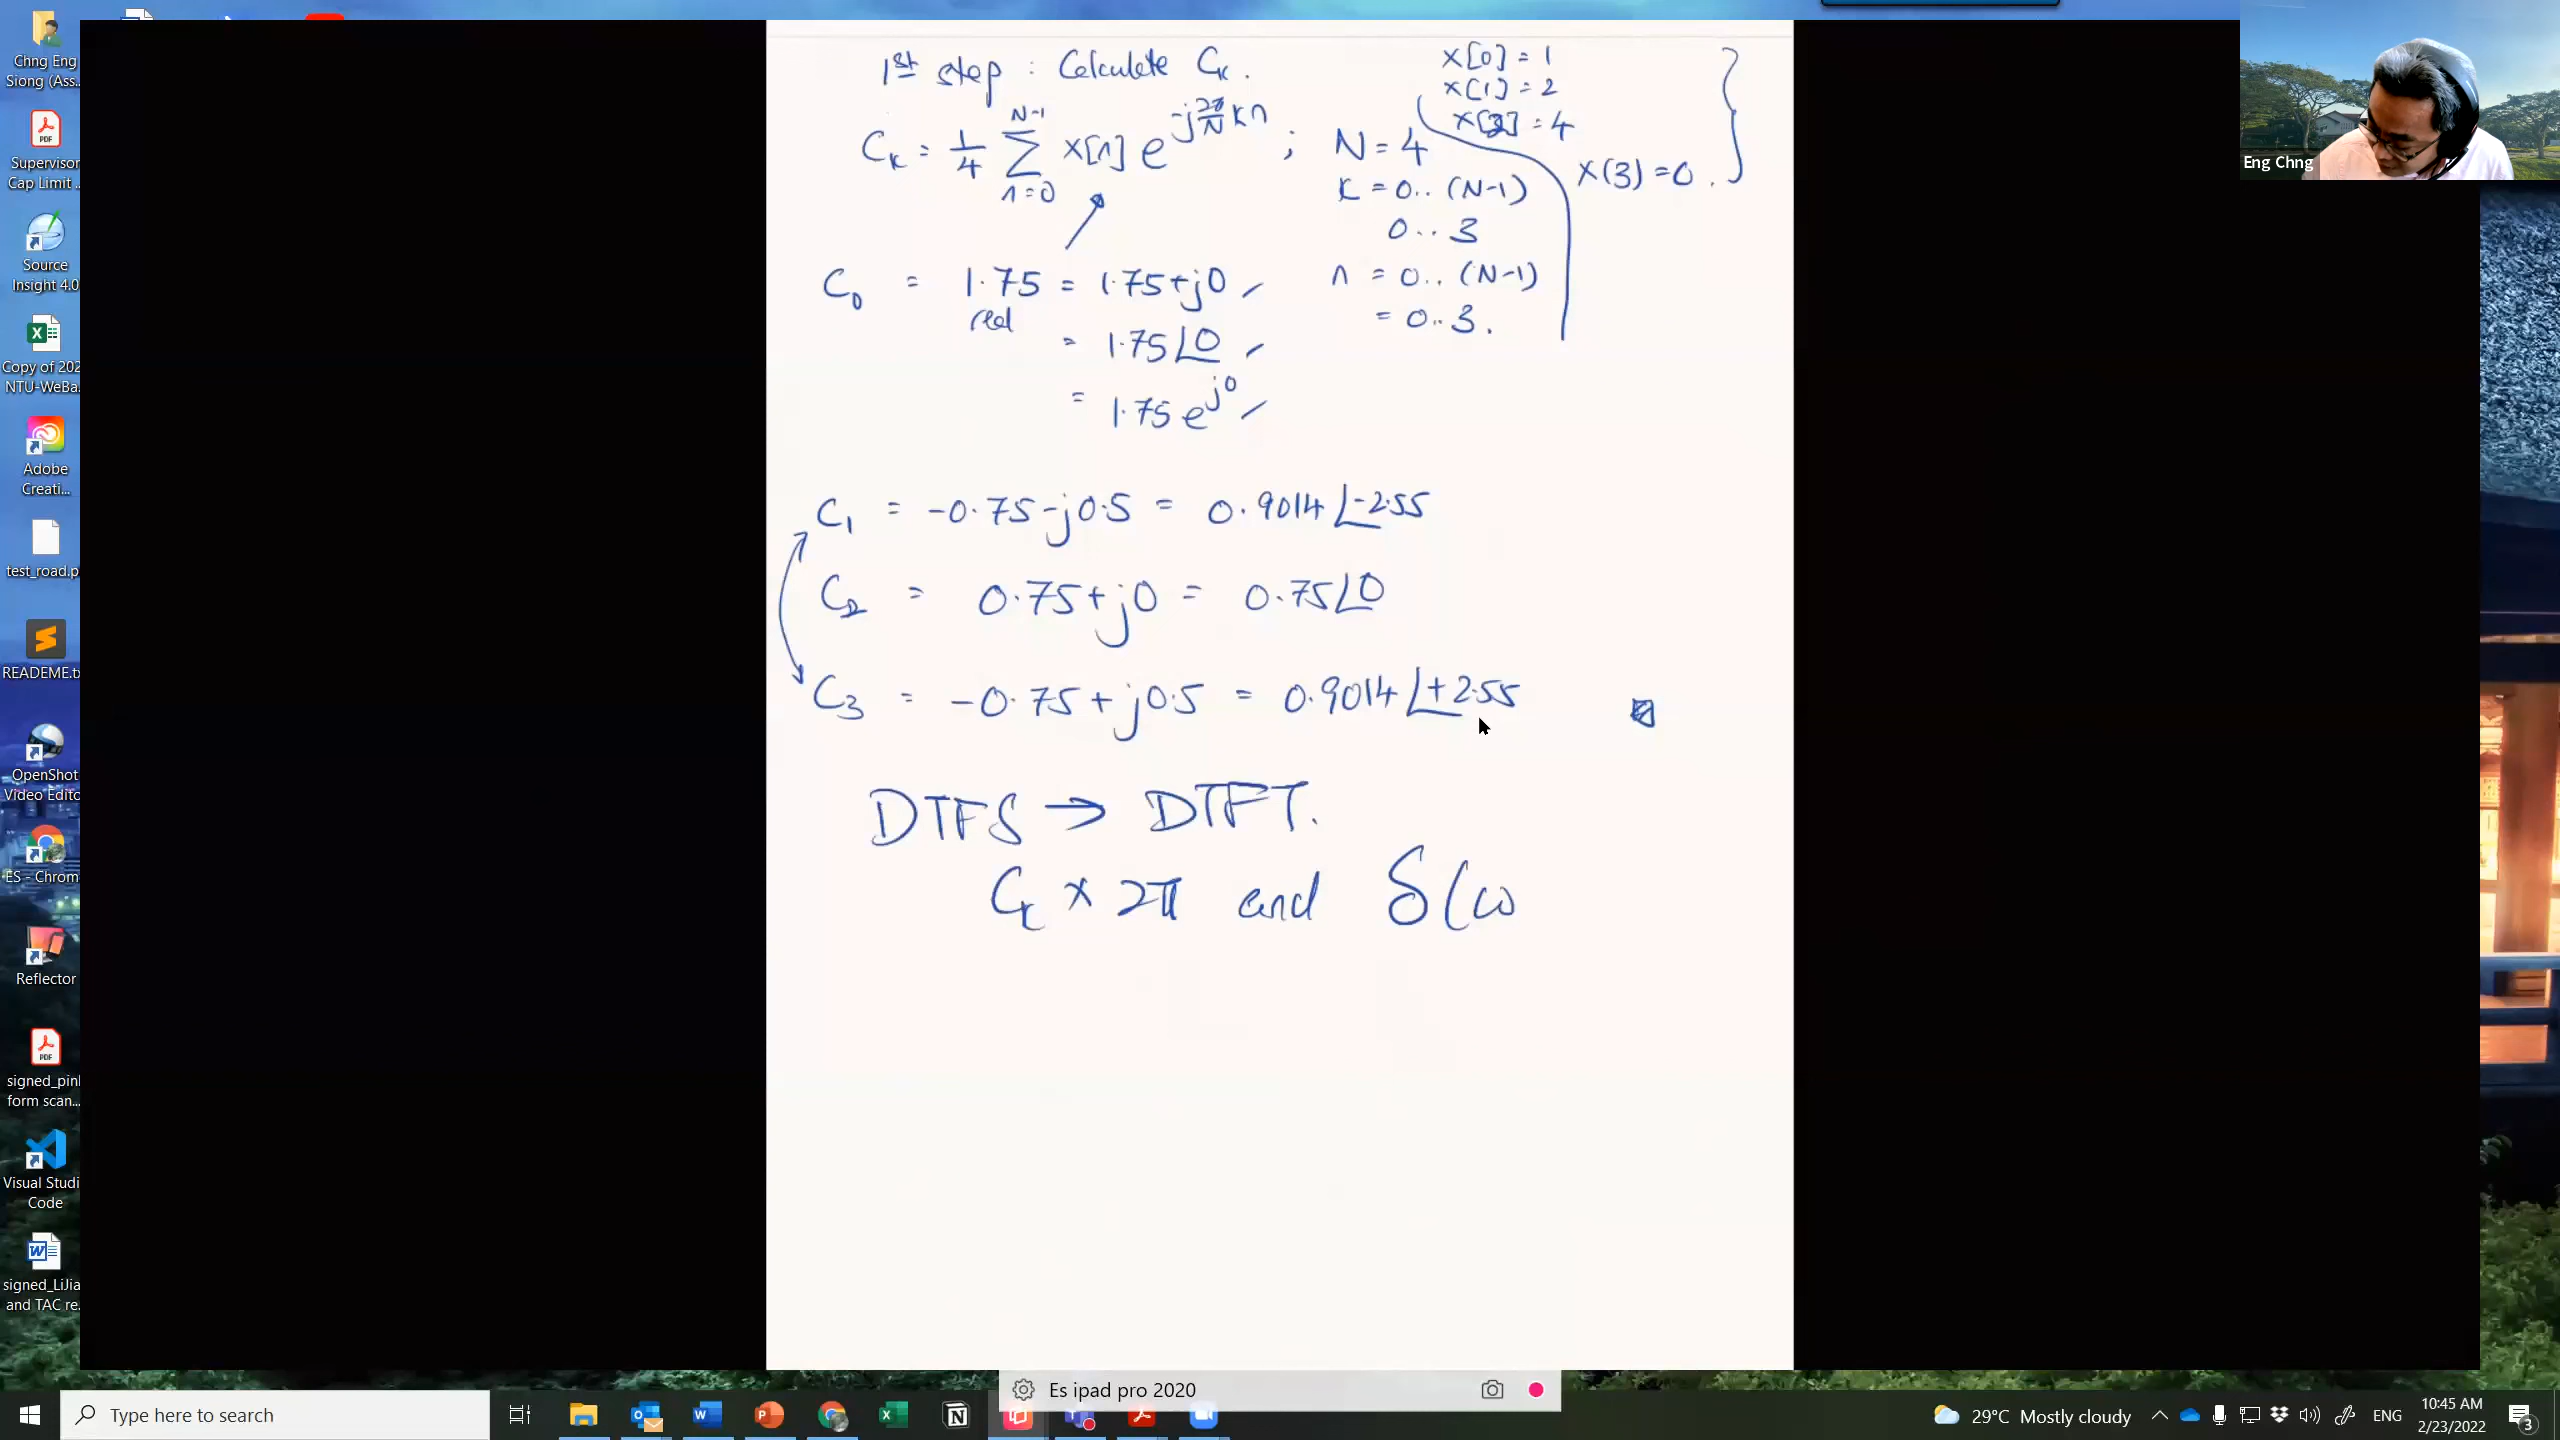 1st step : Calculate Ck.
x[0] = 1
x[1] = 2
x[2] = 4
x(3) = 0.
Ck = 1/4 Σ n=0 N-1 x[n] e^-j 2π/N kn ; N = 4
k = 0.. (N-1)
0.. 3
n = 0.. (N-1)
= 0..3.
C0 = 1.75 = 1.75+j0
real
= 1.75∠0
= 1.75 e^j0
C1 = -0.75-j0.5 = 0.9014∠-2.55
C2 = 0.75+j0 = 0.75∠0
C3 = -0.75+j0.5 = 0.9014∠+2.55
DTFS → DTFT.
Ck x 2π and δ(ω
Eng Chng
Chng Eng
Siong (Ass...
Supervisor
Cap Limit ...
Source
Insight 4.0
Copy of 202
NTU-WeBa...
Adobe
Creati...
test_road.p
READEME.tx
OpenShot
Video Edito
ES - Chrom
Reflector
signed_pinl
form scan...
Visual Studi
Code
signed_LiJia
and TAC re...
Es ipad pro 2020
Type here to search
29°C Mostly cloudy
ENG
10:45 AM
2/23/2022
3